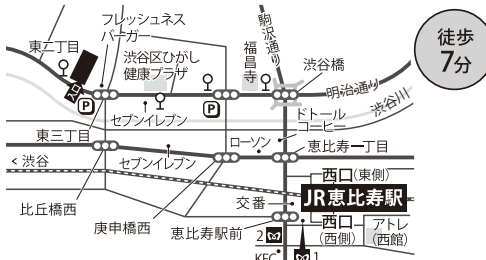 フレッシュネス
バーガー
東二丁目
渋谷区ひがし
健康プラザ
福昌寺
駒沢通り
徒歩
7分
渋谷橋
明治通り
渋谷川
P
P
セブンイレブン
ドトール
コーヒー
東三丁目
ローソン
恵比寿一丁目
< 渋谷
セブンイレブン
西口(東側)
JR恵比寿駅
比丘橋西
交番
庚申橋西
恵比寿駅前
西口
(西側)
アトレ
(西館)
2
1
KFC